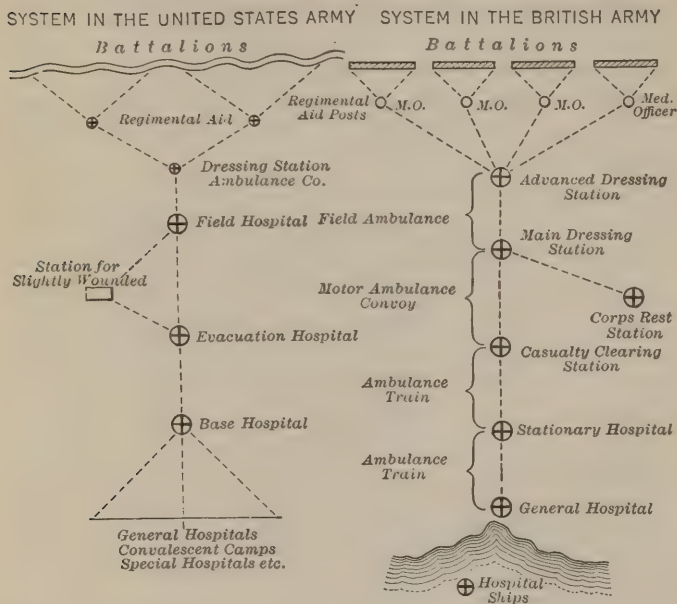 SYSTEM IN THE UNITED STATES ARMY
Battalions
Regimental Aid
Dressing Station
Ambulance Co.
Field Hospital
Station for
Slightly Wounded
Evacuation Hospital
Base Hospital
General Hospitals
Convalescent Camps
Special Hospitals etc.
SYSTEM IN THE BRITISH ARMY
Battalions
Regimental
Aid Posts
M.O.
M.O.
M.O.
Med.
Officer
Advanced Dressing
Station
Field Ambulance
Main Dressing
Station
Motor Ambulance
Convoy
Corps Rest
Station
Casualty Clearing
Station
Ambulance
Train
Stationary Hospital
Ambulance
Train
General Hospital
Hospital
Ships